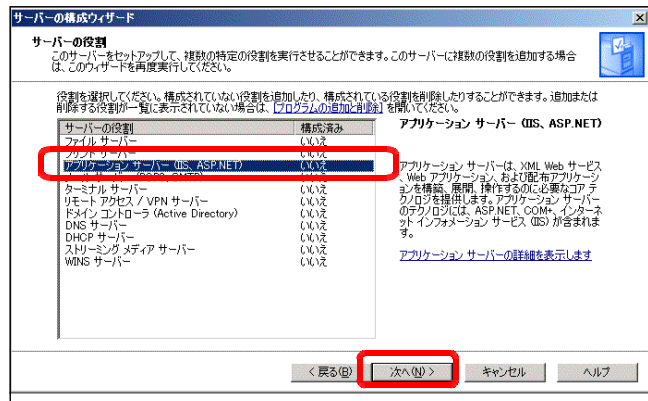 サーバーの構成ウィザード
サーバーの役割
このサーバーをセットアップして、複数の特定の役割を実行させることができます。このサーバーに複数の役割を追加する場合
は、このウィザードを再度実行してください。
役割を選択してください。構成されていない役割を追加したり、構成されている役割を削除したりすることができます。追加または
削除する役割が一覧に表示されていない場合は、[プログラムの追加と削除] を開いてください。
サーバーの役割 構成済み
ファイル サーバー いいえ
プリント サーバー いいえ
アプリケーション サーバー (IIS、ASP.NET) いいえ
ターミナル サーバー いいえ
リモート アクセス / VPN サーバー いいえ
ドメイン コントローラ (Active Directory) いいえ
DNS サーバー いいえ
DHCP サーバー いいえ
ストリーミング メディア サーバー いいえ
WINS サーバー いいえ
アプリケーション サーバー (IIS、ASP.NET)
アプリケーション サーバーは、XML Web サービス
、Web アプリケーション、および配布アプリケーシ
ョンを構築、展開、操作するのに必要なコア テ
クノロジを提供します。アプリケーション サーバー
のテクノロジには、ASP.NET、COM+、インターネ
ット インフォメーション サービス (IIS) が含まれま
す。
アプリケーション サーバーの詳細を表示します
< 戻る(B) 次へ(N) > キャンセル ヘルプ